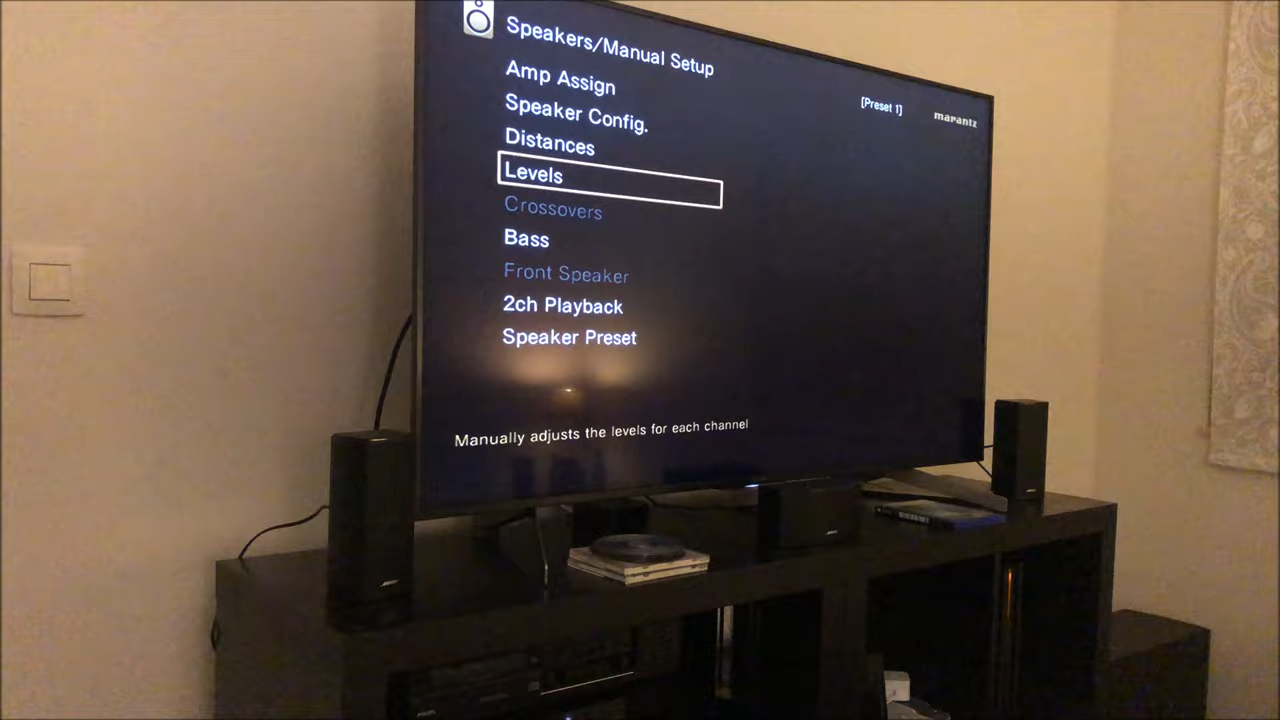 Speakers/Manual Setup
[Preset 1]
marantz
Amp Assign
Speaker Config.
Distances
Levels
Crossovers
Bass
Front Speaker
2ch Playback
Speaker Preset
Manually adjusts the levels for each channel